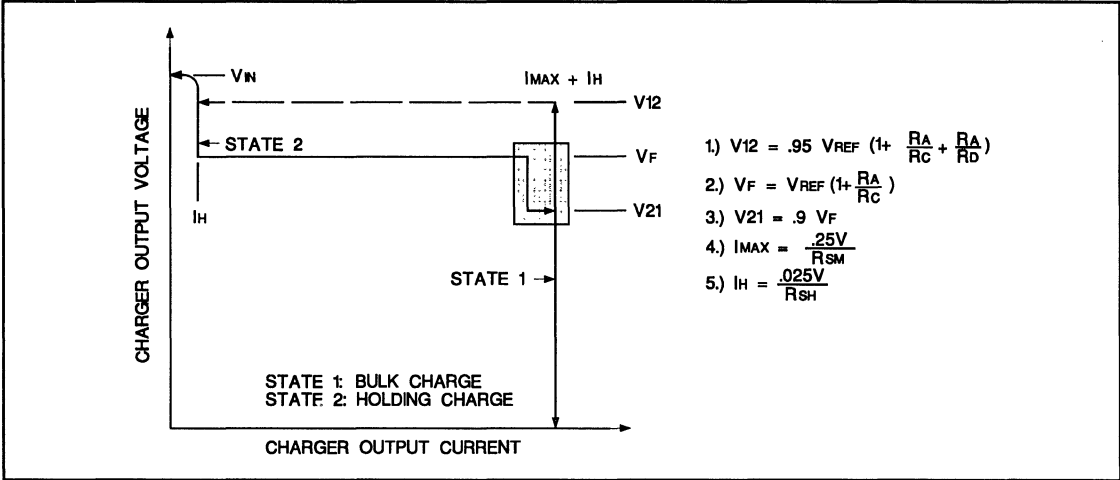 VIN
IMAX + IH
V12
STATE 2
VF
IH
V21
STATE 1
CHARGER OUTPUT VOLTAGE
STATE 1: BULK CHARGE
STATE 2: HOLDING CHARGE
CHARGER OUTPUT CURRENT
1.) V12 = .95 VREF (1+ RA/RC + RA/RD)
2.) VF = VREF (1+ RA/RC)
3.) V21 = .9 VF
4.) IMAX = .25V/RSM
5.) IH = .025V/RSH